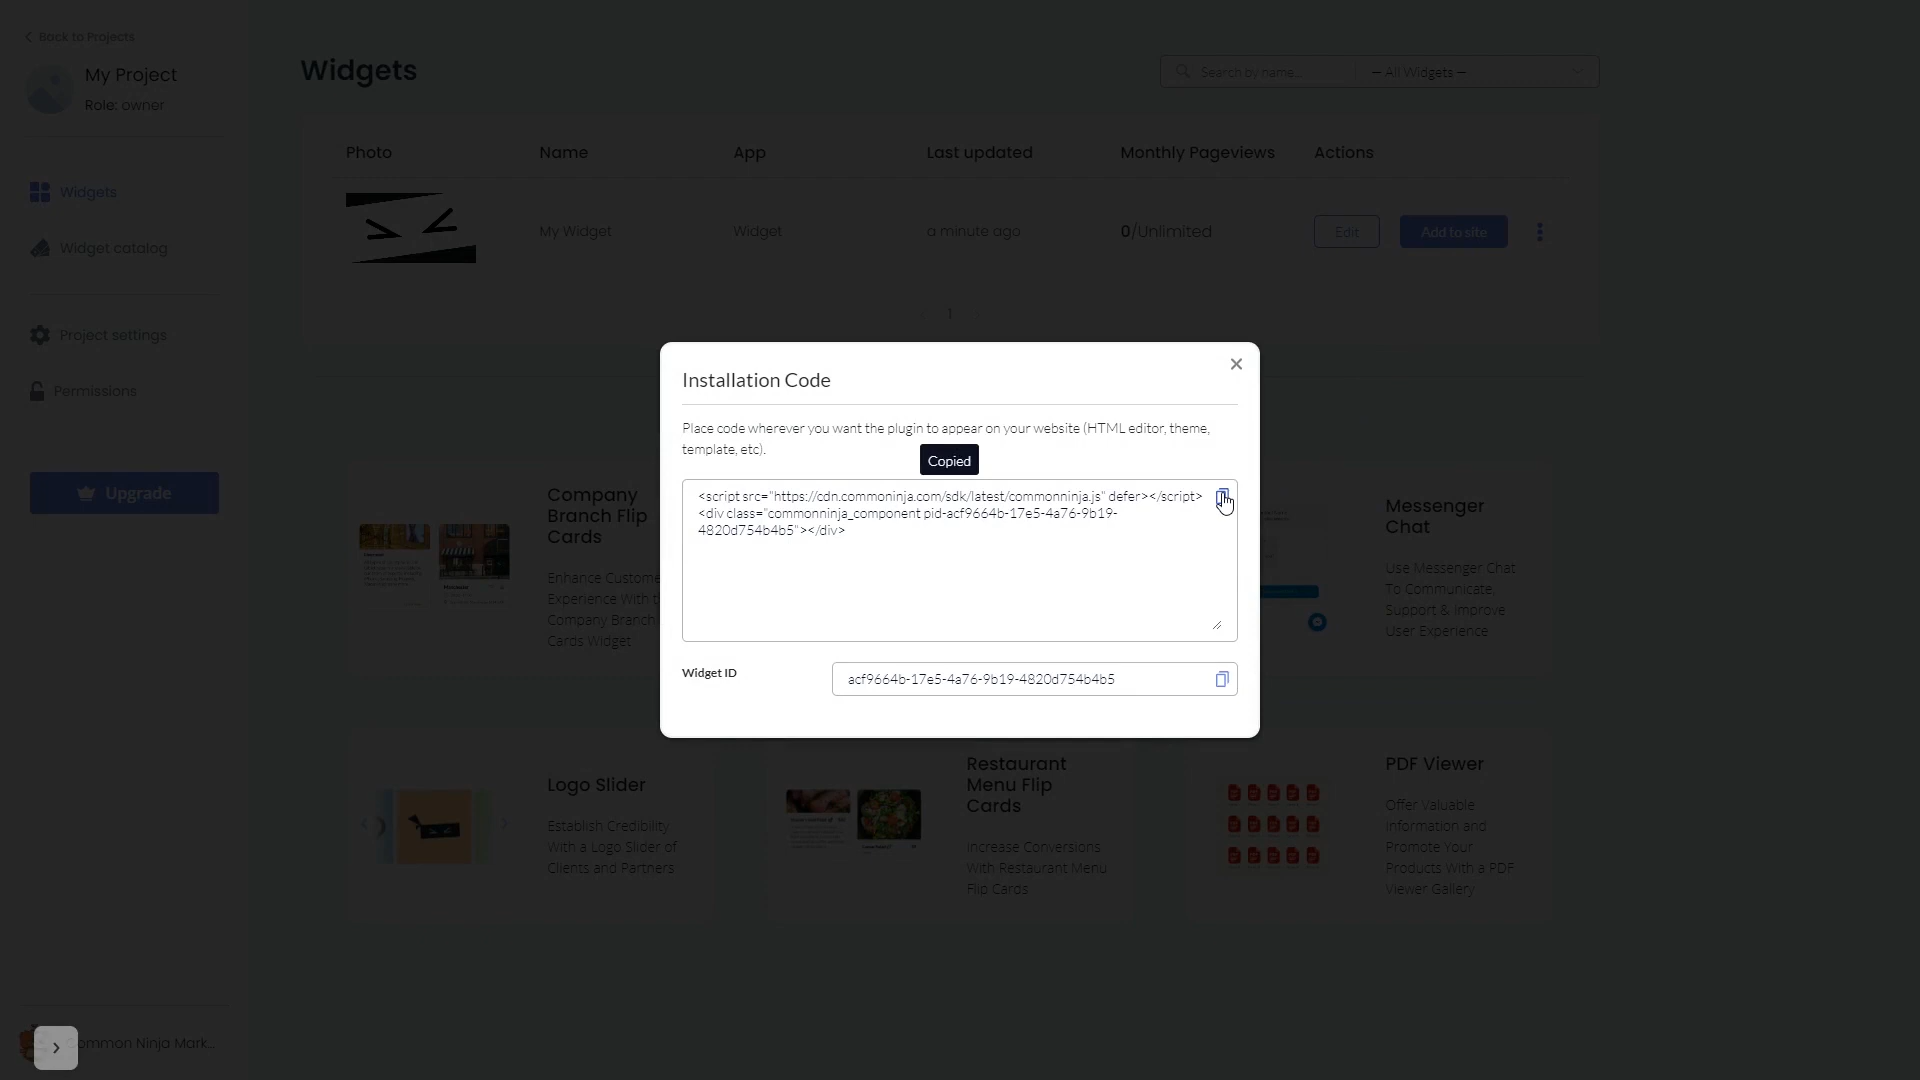 Back to Projects
My Project
Role: owner
Widgets
Widget catalog
Project settings
Permissions
Upgrade
Widgets
Search by name...
— All Widgets —
Photo Name App Last updated Monthly Pageviews Actions
My Widget Widget a minute ago 0/Unlimited Edit Add to site
1
Installation Code
Place code wherever you want the plugin to appear on your website (HTML editor, theme,
template, etc).
Copied
<script src="https://cdn.commoninja.com/sdk/latest/commonninja.js" defer></script>
<div class="commonninja_component pid-acf9664b-17e5-4a76-9b19-
4820d754b4b5"></div>
Widget ID
acf9664b-17e5-4a76-9b19-4820d754b4b5
Company
Branch Flip
Cards
Enhance Custome
Experience With t
Company Branch
Cards Widget
Messenger
Chat
Use Messenger Chat
To Communicate,
Support & Improve
User Experience
Logo Slider
Establish Credibility
With a Logo Slider of
Clients and Partners
Restaurant
Menu Flip
Cards
Increase Conversions
With Restaurant Menu
Flip Cards
PDF Viewer
Offer Valuable
Information and
Promote Your
Products With a PDF
Viewer Gallery
ommon Ninja Mark...